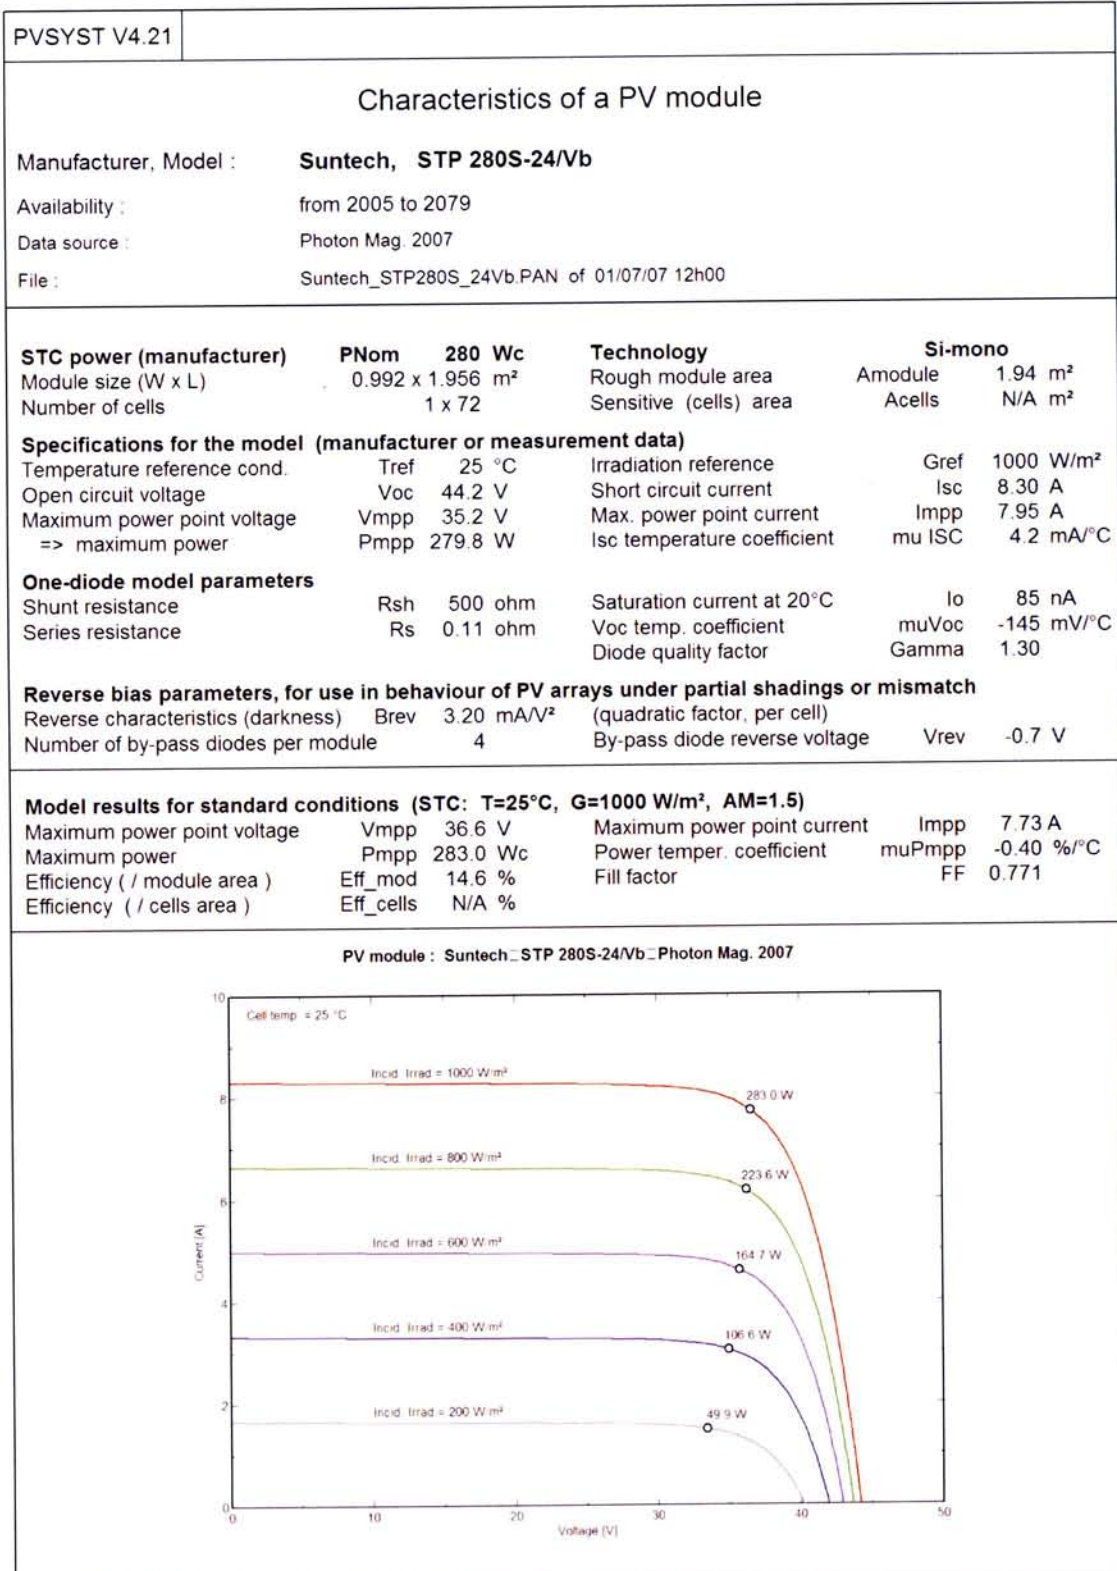 PVSYST V4.21
Characteristics of a PV module
Manufacturer, Model : Suntech, STP 280S-24/Vb
Availability : from 2005 to 2079
Data source : Photon Mag. 2007
File : Suntech_STP280S_24Vb.PAN of 01/07/07 12h00
STC power (manufacturer) PNom 280 Wc Technology Si-mono
Module size (W x L) 0.992 x 1.956 m² Rough module area Amodule 1.94 m²
Number of cells 1 x 72 Sensitive (cells) area Acells N/A m²
Specifications for the model (manufacturer or measurement data)
Temperature reference cond. Tref 25 °C Irradiation reference Gref 1000 W/m²
Open circuit voltage Voc 44.2 V Short circuit current Isc 8.30 A
Maximum power point voltage Vmpp 35.2 V Max. power point current Impp 7.95 A
=> maximum power Pmpp 279.8 W Isc temperature coefficient mu ISC 4.2 mA/°C
One-diode model parameters
Shunt resistance Rsh 500 ohm Saturation current at 20°C Io 85 nA
Series resistance Rs 0.11 ohm Voc temp. coefficient muVoc -145 mV/°C
Diode quality factor Gamma 1.30
Reverse bias parameters, for use in behaviour of PV arrays under partial shadings or mismatch
Reverse characteristics (darkness) Brev 3.20 mA/V² (quadratic factor, per cell)
Number of by-pass diodes per module 4 By-pass diode reverse voltage Vrev -0.7 V
Model results for standard conditions (STC: T=25°C, G=1000 W/m², AM=1.5)
Maximum power point voltage Vmpp 36.6 V Maximum power point current Impp 7.73 A
Maximum power Pmpp 283.0 Wc Power temper. coefficient muPmpp -0.40 %/°C
Efficiency ( / module area ) Eff_mod 14.6 % Fill factor FF 0.771
Efficiency ( / cells area ) Eff_cells N/A %
PV module : Suntech_STP 280S-24/Vb_Photon Mag. 2007
10
Cell temp. = 25 °C
Incid. Irrad = 1000 W/m²
283.0 W
8
Incid. Irrad = 800 W/m²
223.6 W
6
Incid. Irrad = 600 W/m²
164.7 W
Current [A]
4
Incid. Irrad = 400 W/m²
106.6 W
2
Incid. Irrad = 200 W/m²
49.9 W
0
0 10 20 30 40 50
Voltage [V]